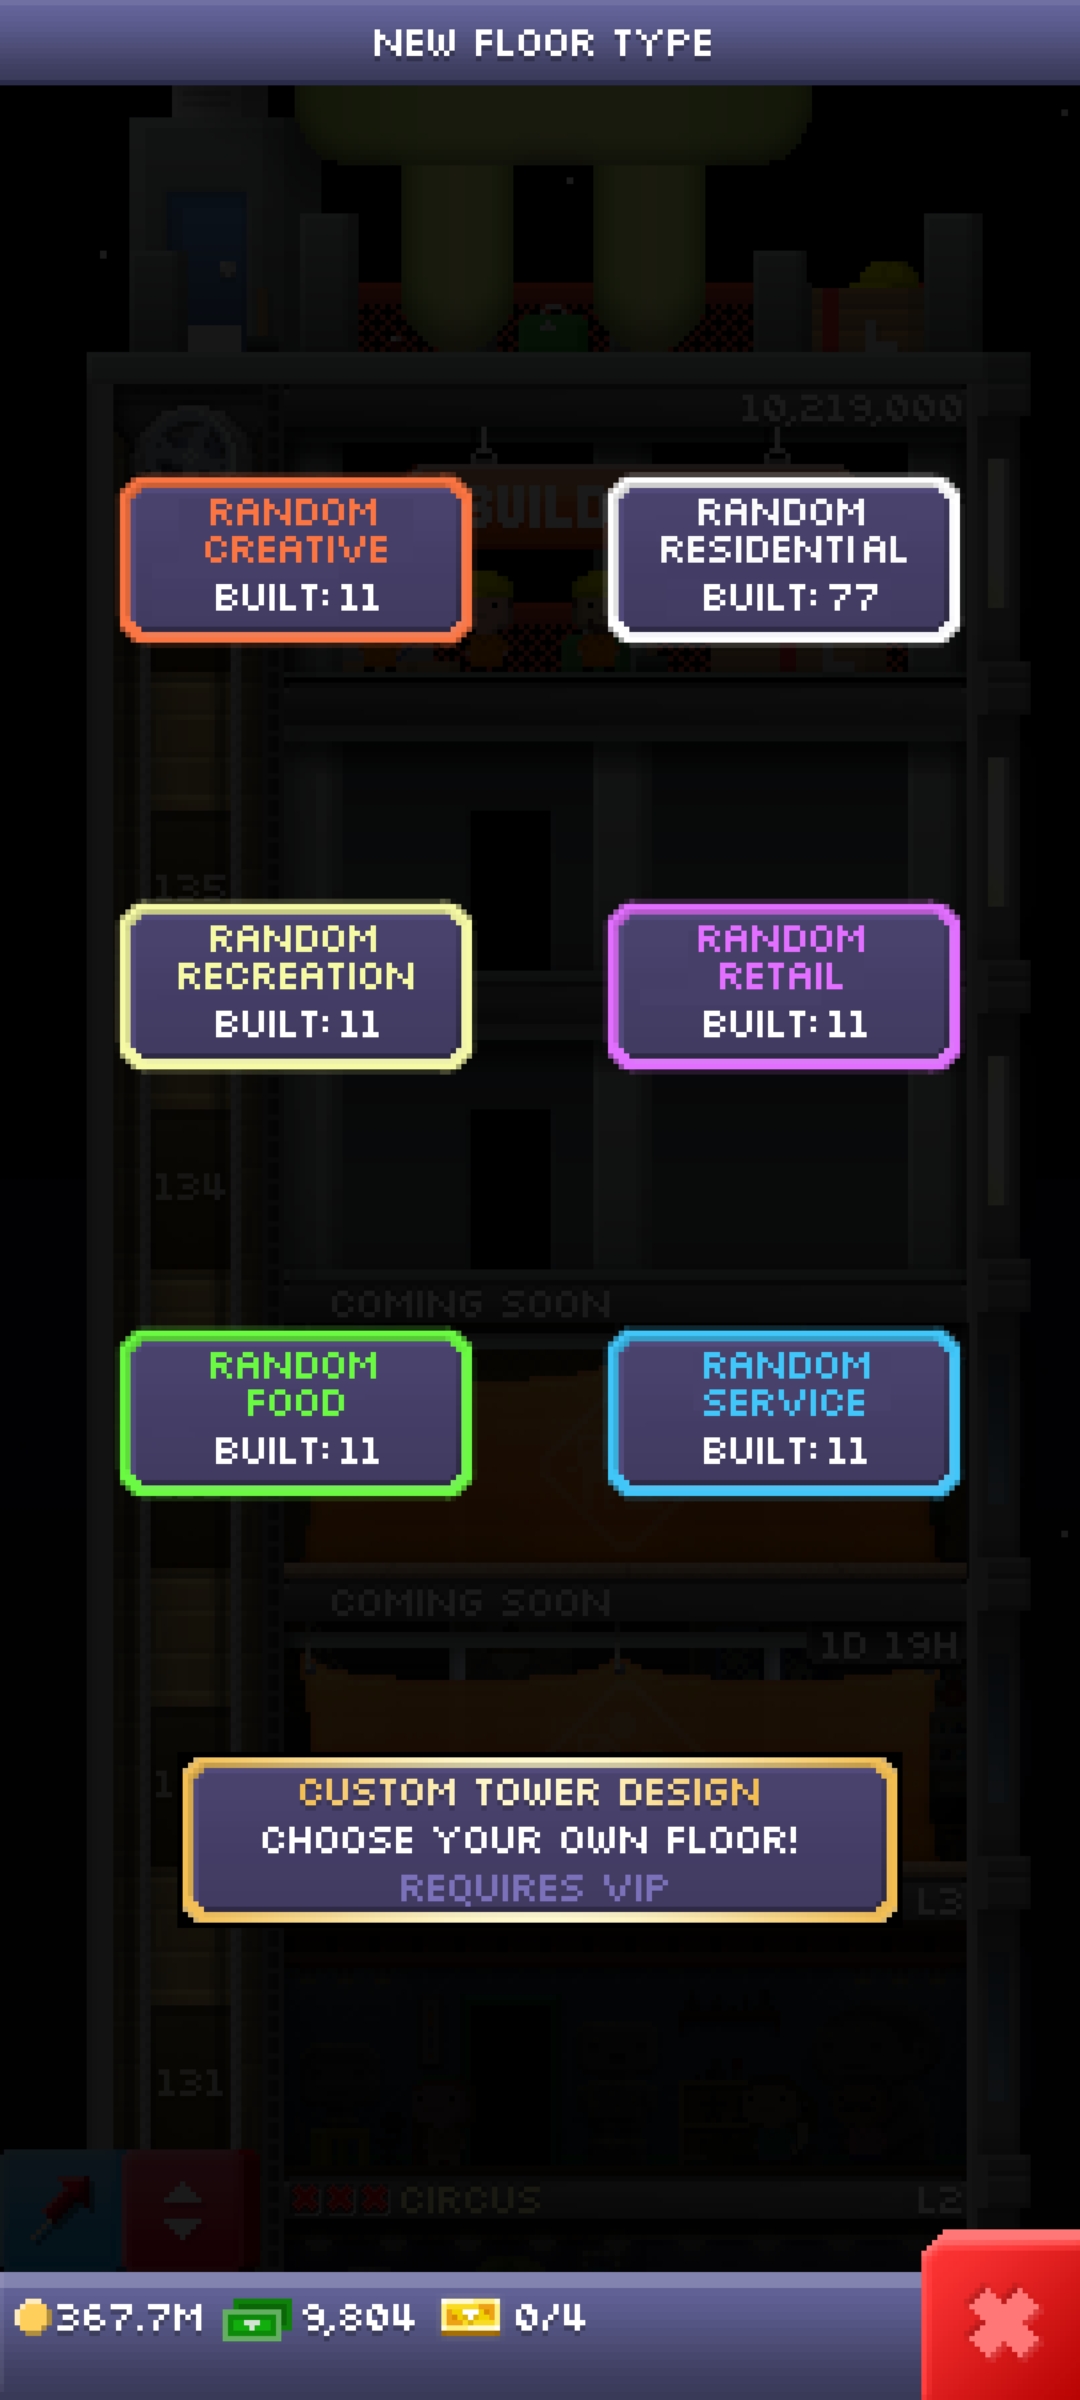 NEW FLOOR TYPE
10,219,000
BUILD
RANDOM
CREATIVE
BUILT: 11
RANDOM
RESIDENTIAL
BUILT: 77
135
RANDOM
RECREATION
BUILT: 11
RANDOM
RETAIL
BUILT: 11
134
COMING SOON
RANDOM
FOOD
BUILT: 11
RANDOM
SERVICE
BUILT: 11
COMING SOON
1D 19H
CUSTOM TOWER DESIGN
CHOOSE YOUR OWN FLOOR!
REQUIRES VIP
L3
131
CIRCUS
L2
367.7M
9,804
0/4